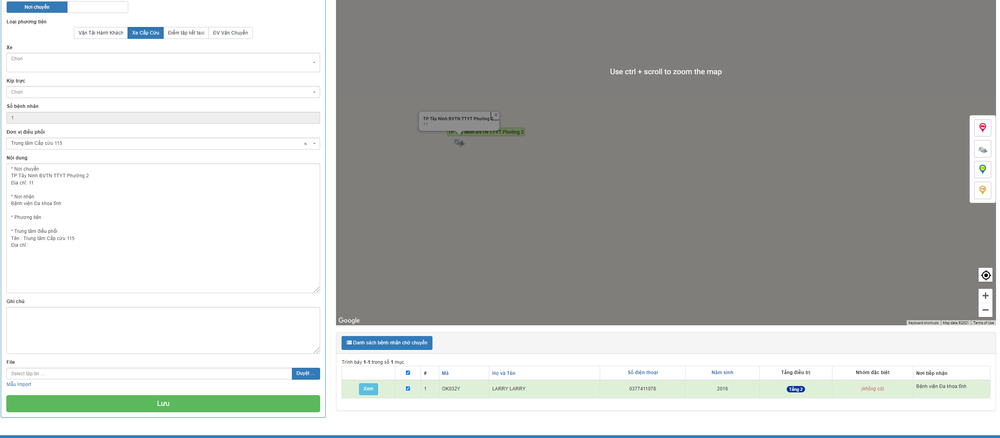 Nơi chuyển
Loại phương tiện
Vận Tải Hành Khách
Xe Cấp Cứu
Điểm tập kết taxi
ĐV Vận Chuyển
Xe
Chọn
Kíp trực
Chọn
Số bệnh nhân
1
Đơn vị điều phối
Trung tâm Cấp cứu 115
Nội dung
* Nơi chuyển
TP Tây Ninh BVTN TTYT Phường 2
Địa chỉ: 11
* Nơi nhận
Bệnh viện Đa khoa tỉnh
* Phương tiện
* Trung tâm điều phối
Tên : Trung tâm Cấp cứu 115
Địa chỉ :
Ghi chú
File
Select tập tin ...
Duyệt ...
Mẫu Import
Lưu
Use ctrl + scroll to zoom the map
TP Tây Ninh BVTN TTYT Phường 2
11
TP Tây Ninh BVTN TTYT Phường 2
TAXI
115
Google
Keyboard shortcuts
Map data ©2021
Terms of Use
Danh sách bệnh nhân chờ chuyển
Trình bày 1-1 trong số 1 mục.
# Mã Họ và Tên Số điện thoại Năm sinh Tầng điều trị Nhóm đặc biệt Nơi tiếp nhận
Xem 1 OK032Y LARRY LARRY 0377411078 2016 Tầng 2 (không có) Bệnh viện Đa khoa tỉnh